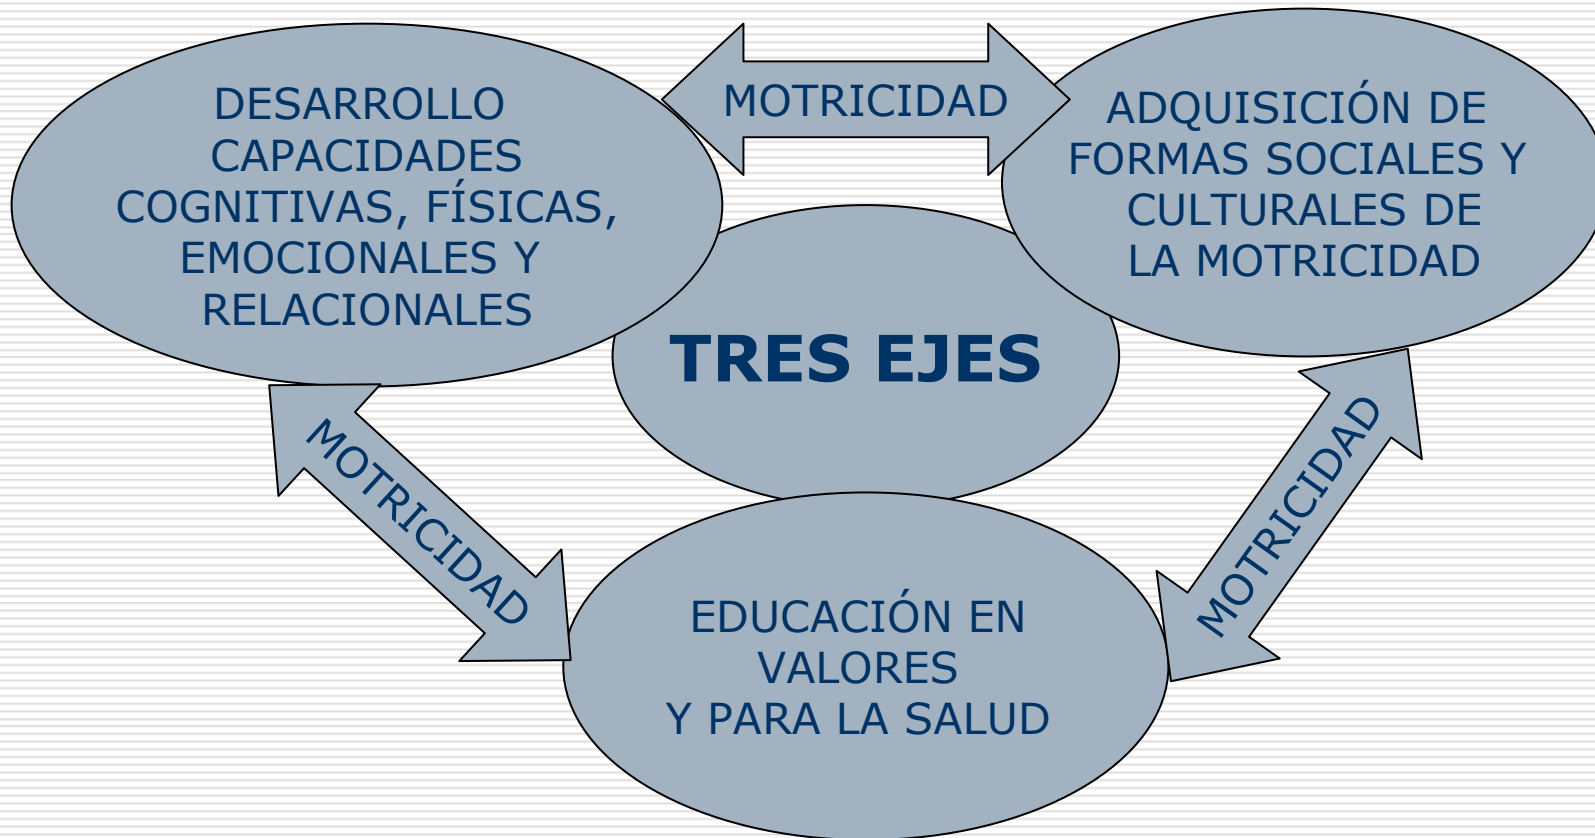 DESARROLLO
CAPACIDADES
COGNITIVAS, FÍSICAS,
EMOCIONALES Y
RELACIONALES
MOTRICIDAD
ADQUISICIÓN DE
FORMAS SOCIALES Y
CULTURALES DE
LA MOTRICIDAD
TRES EJES
MOTRICIDAD
MOTRICIDAD
EDUCACIÓN EN
VALORES
Y PARA LA SALUD